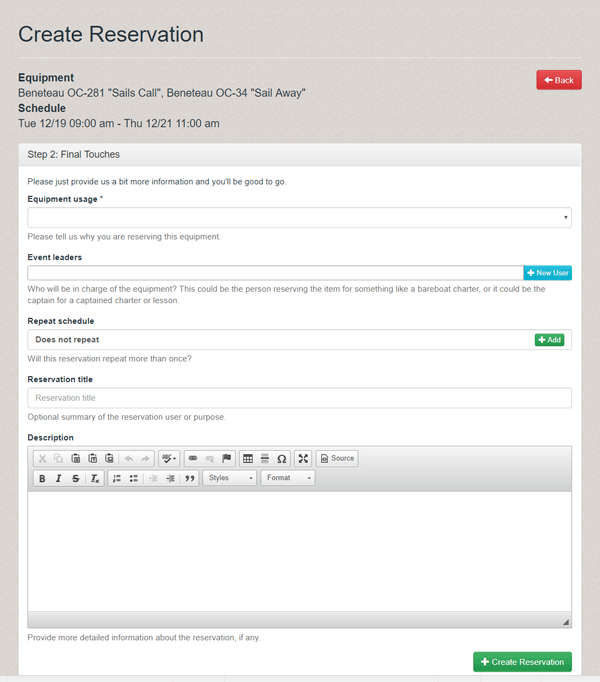 Create Reservation
Equipment
Back
Beneteau OC-281 "Sails Call", Beneteau OC-34 "Sail Away"
Schedule
Tue 12/19 09:00 am - Thu 12/21 11:00 am
Step 2: Final Touches
Please just provide us a bit more information and you'll be good to go.
Equipment usage *
Please tell us why you are reserving this equipment.
Event leaders
New User
Who will be in charge of the equipment? This could be the person reserving the item for something like a bareboat charter, or it could be the
captain for a captained charter or lesson.
Repeat schedule
Does not repeat
Add
Will this reservation repeat more than once?
Reservation title
Reservation title
Optional summary of the reservation user or purpose.
Description
Source
B I S Tx
Styles
Format
Provide more detailed information about the reservation, if any.
Create Reservation